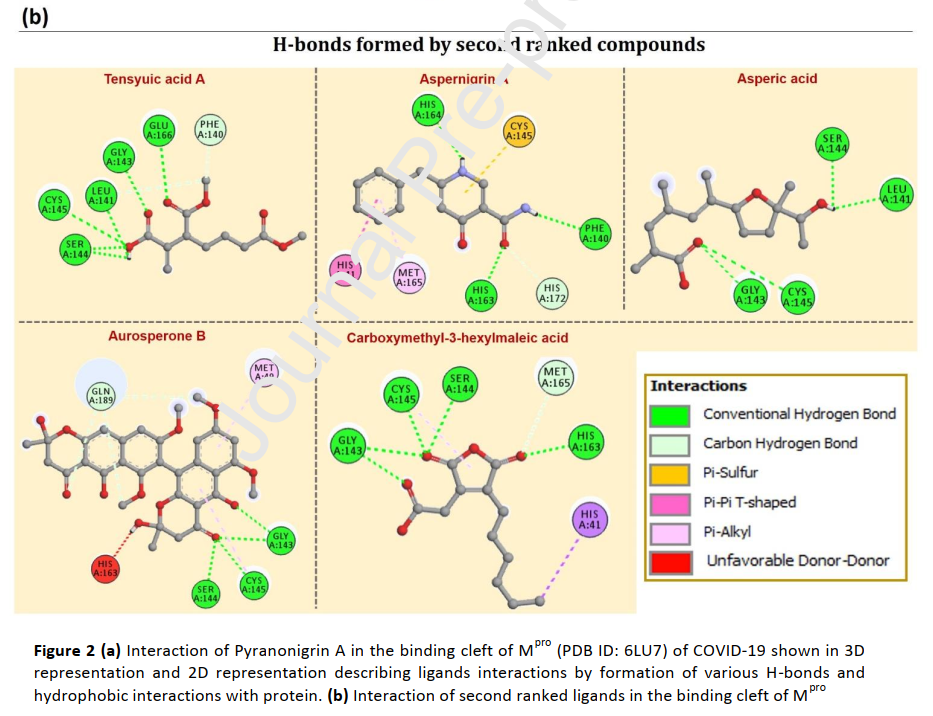 (b)
H-bonds formed by second ranked compounds
Tensyuic acid A
GLU
A:166
PHE
A:140
GLY
A:143
LEU
A:141
CYS
A:145
SER
A:144
Aspernigrin A
HIS
A:164
CYS
A:145
PHE
A:140
HIS
MET
A:165
HIS
A:163
HIS
A:172
Asperic acid
SER
A:144
LEU
A:141
GLY
A:143
CYS
A:145
Aurosperone B
MET
GLN
A:189
HIS
A:163
GLY
A:143
SER
A:144
CYS
A:145
Carboxymethyl-3-hexylmaleic acid
MET
A:165
SER
A:144
CYS
A:145
GLY
A:143
HIS
A:163
HIS
A:41
Interactions
Conventional Hydrogen Bond
Carbon Hydrogen Bond
Pi-Sulfur
Pi-Pi T-shaped
Pi-Alkyl
Unfavorable Donor-Donor
Journal Pre-pr
Figure 2 (a) Interaction of Pyranonigrin A in the binding cleft of M^pro (PDB ID: 6LU7) of COVID-19 shown in 3D
representation and 2D representation describing ligands interactions by formation of various H-bonds and
hydrophobic interactions with protein. (b) Interaction of second ranked ligands in the binding cleft of M^pro